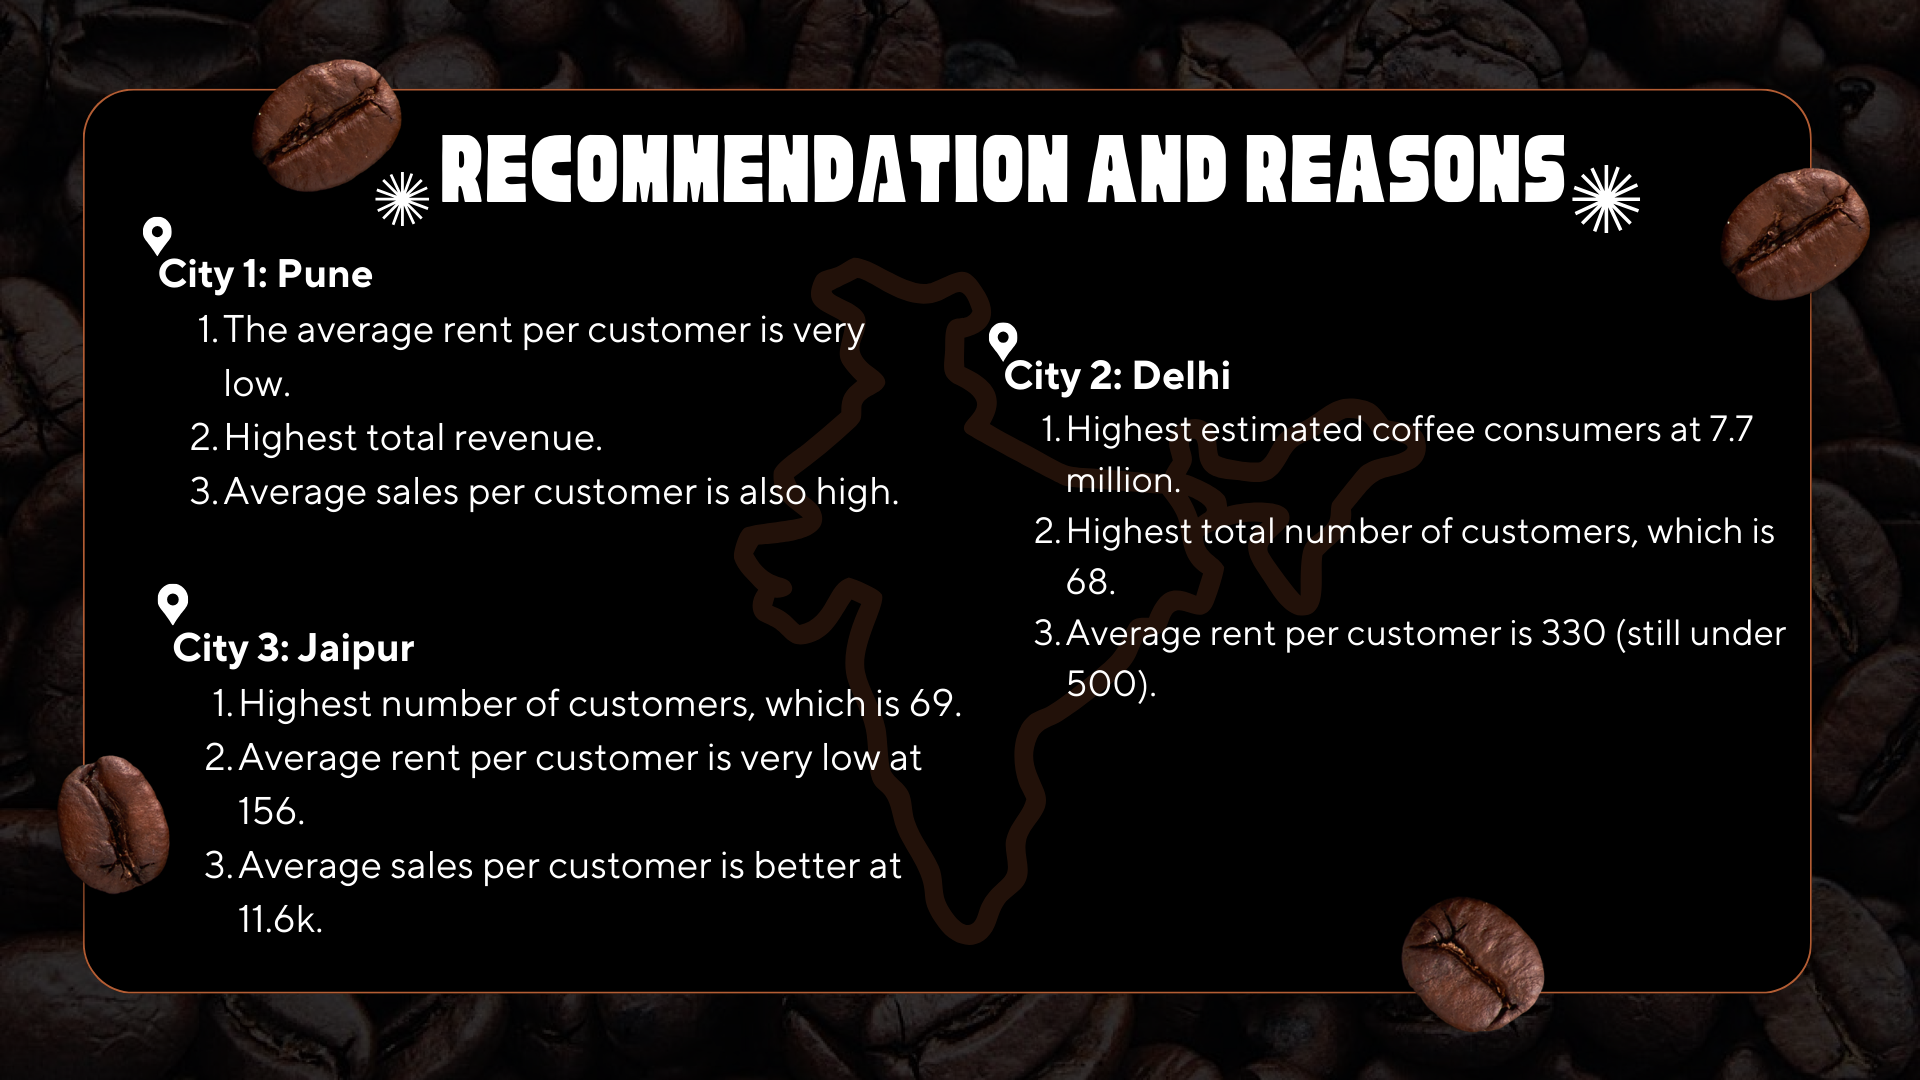 RECOMMENDATION AND REASONS
City 1: Pune
1. The average rent per customer is very
low.
2. Highest total revenue.
3. Average sales per customer is also high.
City 2: Delhi
1. Highest estimated coffee consumers at 7.7
million.
2. Highest total number of customers, which is
68.
3. Average rent per customer is 330 (still under
500).
City 3: Jaipur
1. Highest number of customers, which is 69.
2. Average rent per customer is very low at
156.
3. Average sales per customer is better at
11.6k.